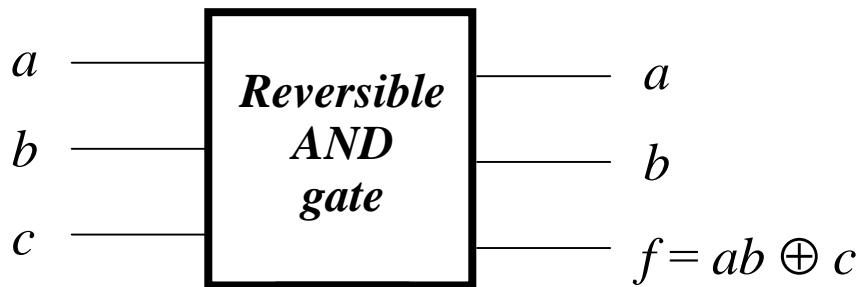 a
b
c
Reversible
AND
gate
a
b
f = ab ⊕ c